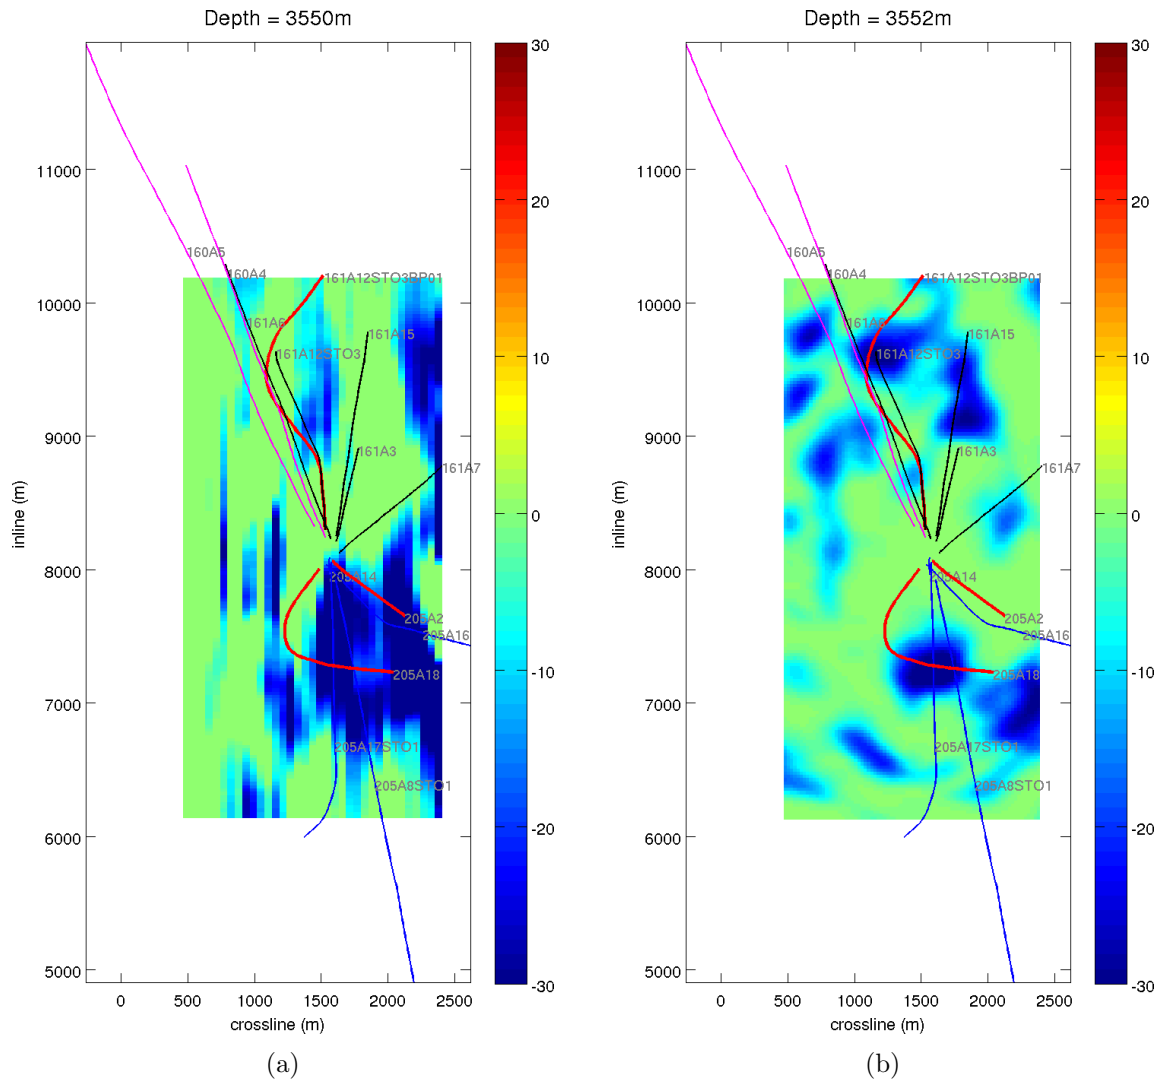 Depth = 3550m
30
20
10
0
-10
-20
-30
11000
10000
9000
8000
7000
6000
5000
inline (m)
160A5
160A4
161A12STO3BP01
161A6
161A15
161A12STO3
161A3
161A7
205A14
205A2
205A16
205A18
205A17STO1
205A8STO1
0 500 1000 1500 2000 2500
crossline (m)
(a)
Depth = 3552m
30
20
10
0
-10
-20
-30
11000
10000
9000
8000
7000
6000
5000
inline (m)
160A5
160A4
161A12STO3BP01
161A6
161A15
161A12STO3
161A3
161A7
205A14
205A2
205A16
205A18
205A17STO1
205A8STO1
0 500 1000 1500 2000 2500
crossline (m)
(b)